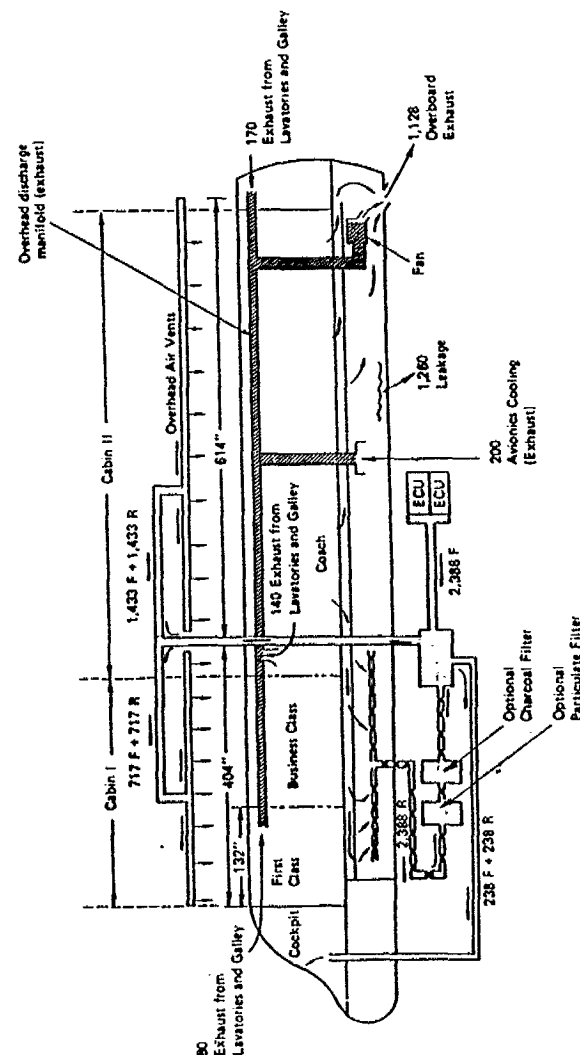 Overhead discharge
manifold (exhaust)
170
Exhaust from
Lavatories and Galley
1,128
Overboard
Exhaust
Fan
Cabin II
Overhead Air Vents
614"
1,433 F + 1,433 R
1,260
Leakage
200
Avionics Cooling
(Exhaust)
140 Exhaust from
Lavatories and Galley
Coach
ECU
ECU
2,388 F
Cabin I
717 F + 717 R
404"
Business Class
Optional
Charcoal Filter
Optional
Particulate Filter
132"
First
Class
2,388 R
238 F + 238 R
Cockpit
80
Exhaust from
Lavatories and Galley